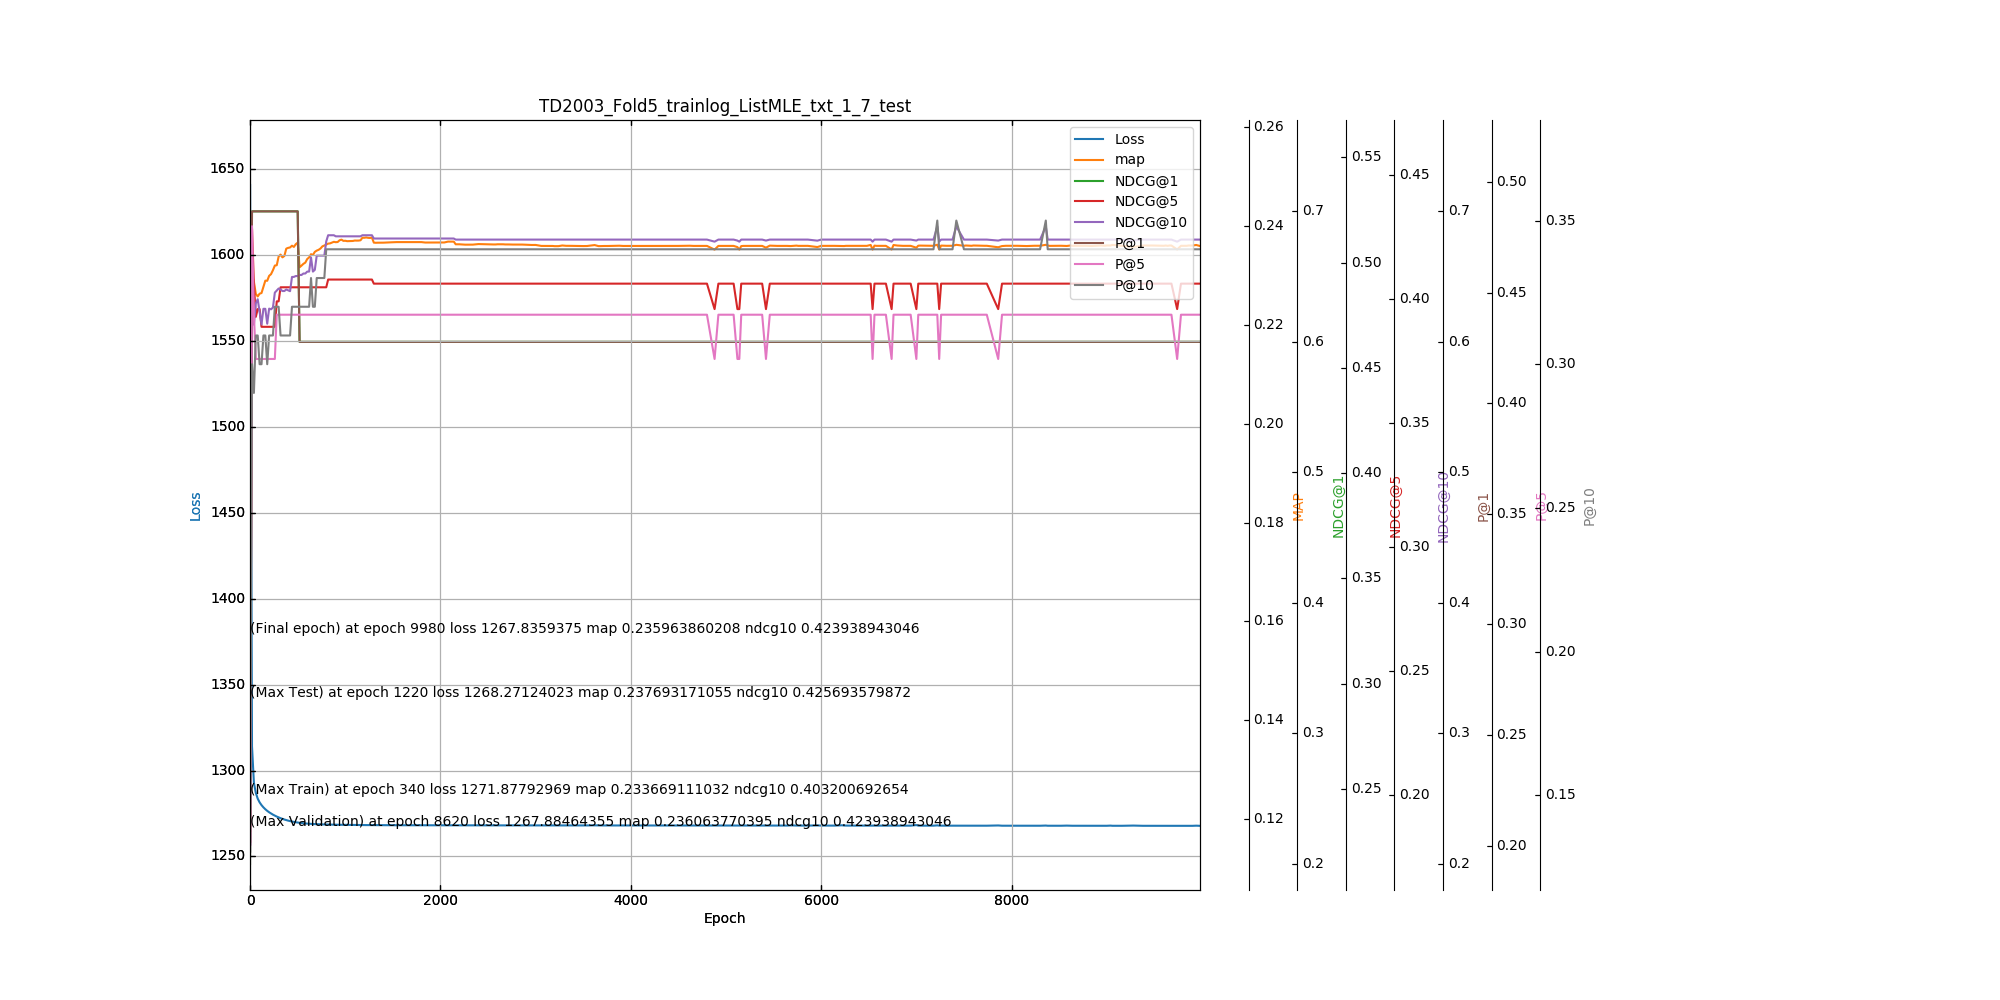 TD2003_Fold5_trainlog_ListMLE_txt_1_7_test
Loss
map
NDCG@1
NDCG@5
NDCG@10
P@1
P@5
P@10
1650
1600
1550
1500
1450
1400
1350
1300
1250
Loss
(Final epoch) at epoch 9980 loss 1267.8359375 map 0.235963860208 ndcg10 0.423938943046
(Max Test) at epoch 1220 loss 1268.27124023 map 0.237693171055 ndcg10 0.425693579872
(Max Train) at epoch 340 loss 1271.87792969 map 0.233669111032 ndcg10 0.403200692654
(Max Validation) at epoch 8620 loss 1267.88464355 map 0.236063770395 ndcg10 0.423938943046
0 2000 4000 6000 8000
Epoch
0.26
0.24
0.22
0.20
0.18
0.16
0.14
0.12
MAP
0.7
0.6
0.5
0.4
0.3
0.2
NDCG@1
0.55
0.50
0.45
0.40
0.35
0.30
0.25
NDCG@5
0.45
0.40
0.35
0.30
0.25
0.20
NDCG@10
0.7
0.6
0.5
0.4
0.3
0.2
P@1
0.50
0.45
0.40
0.35
0.30
0.25
0.20
P@5
0.35
0.30
0.25
0.20
0.15
P@10